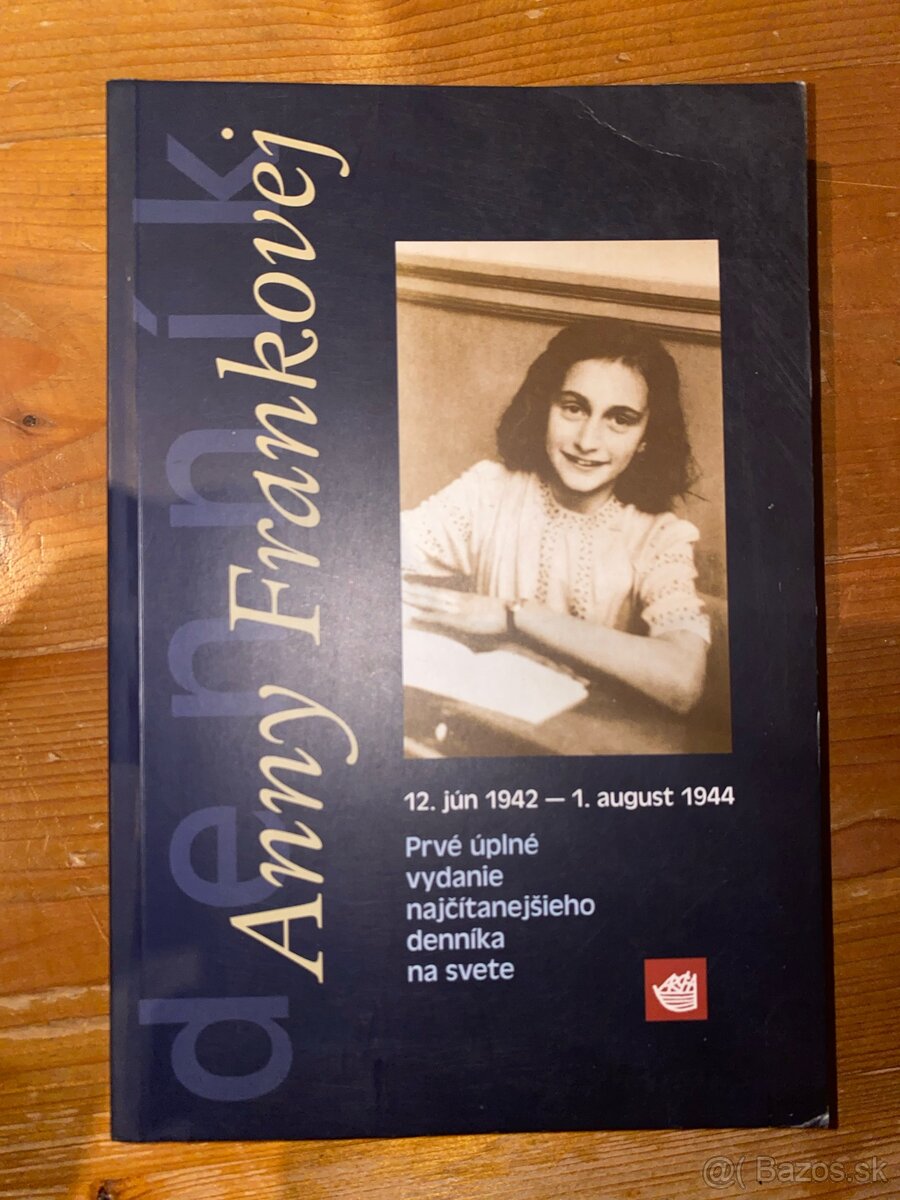 denník
Anny Frankovej
12. jún 1942 — 1. august 1944
Prvé úplné
vydanie
najčítanejšieho
denníka
na svete
@( Bazos.sk